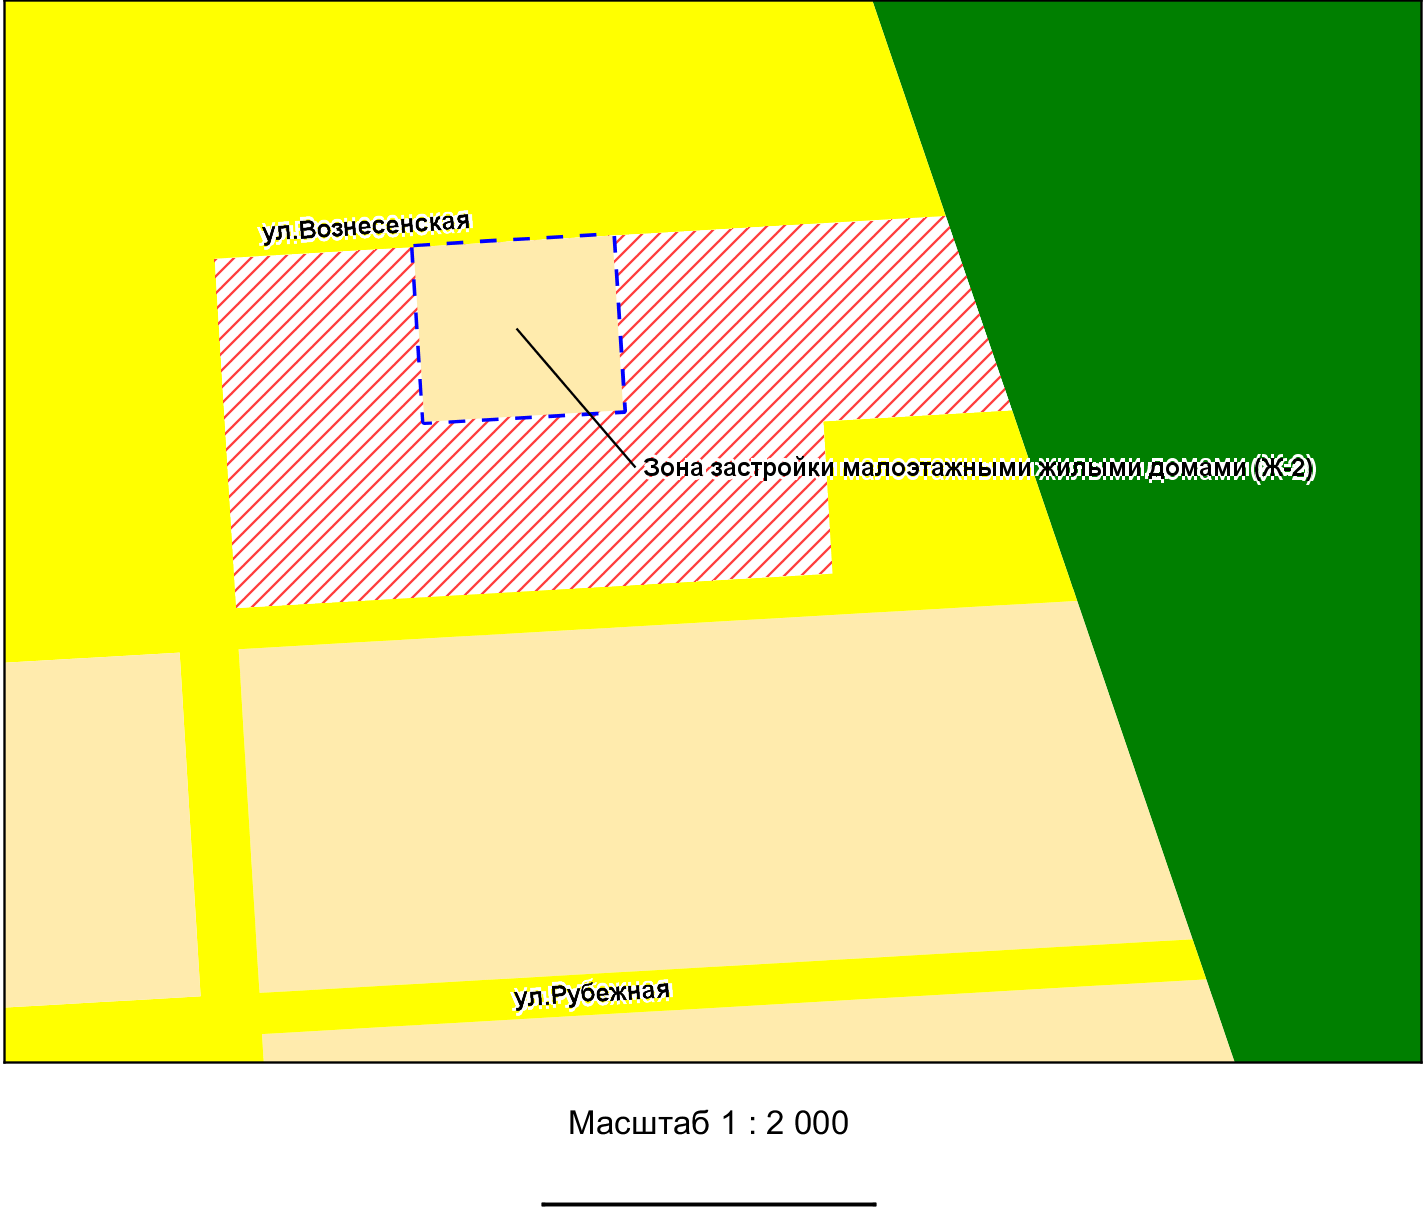 ул.Вознесенская
Зона застройки малоэтажными жилыми домами (Ж-2)
ул.Рубежная
Масштаб 1 : 2 000